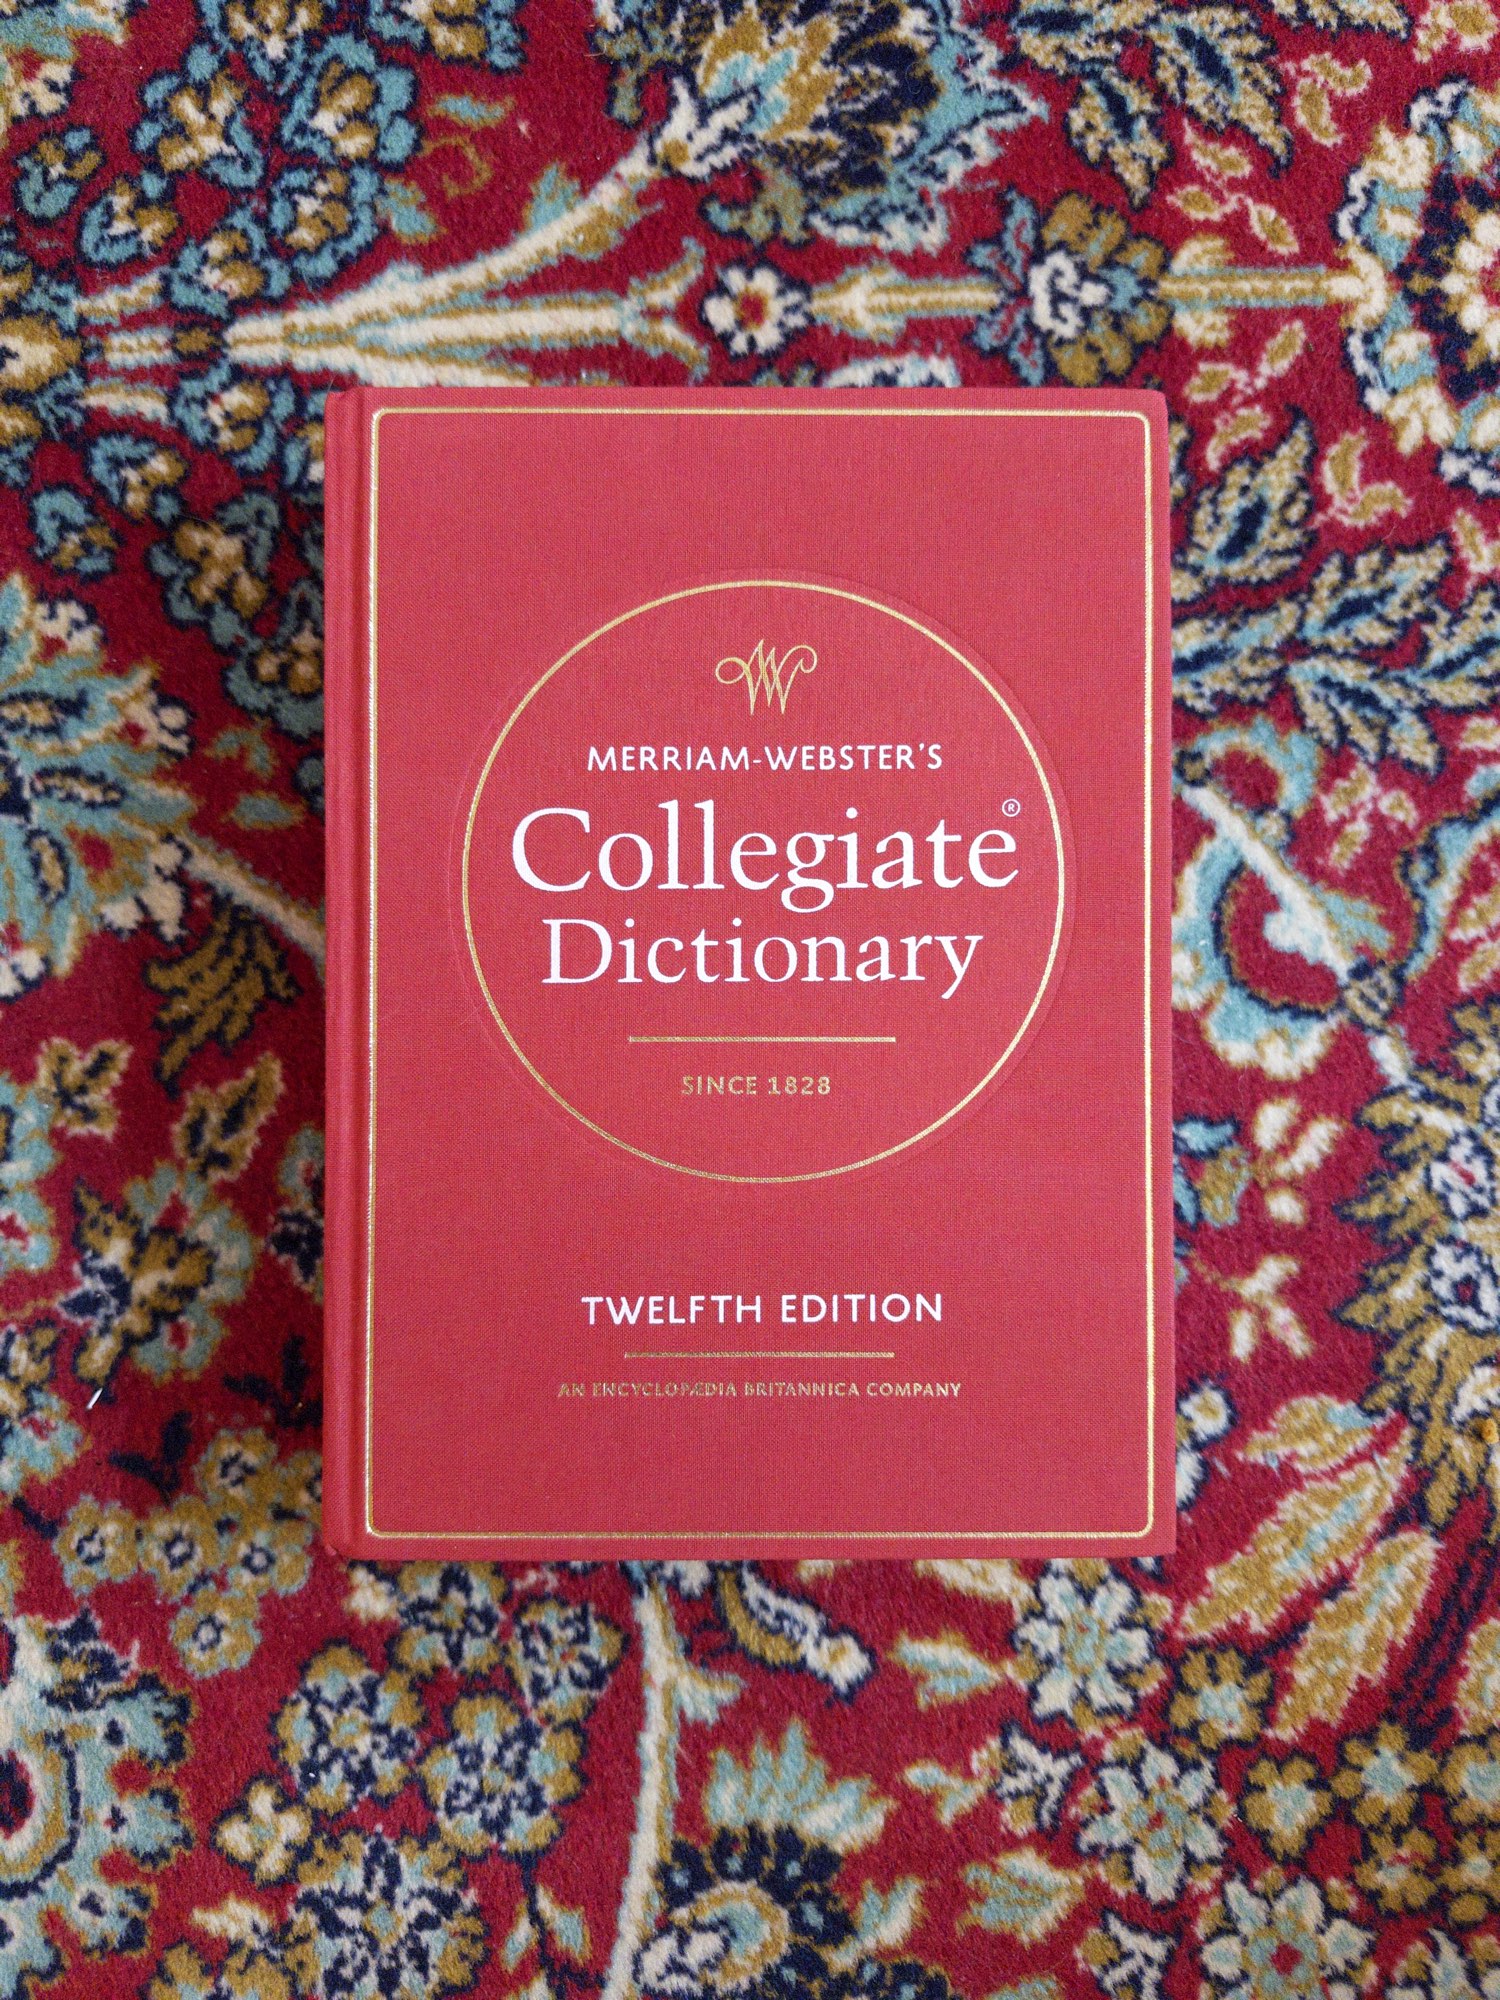 MERRIAM-WEBSTER'S
Collegiate®
Dictionary
SINCE 1828
TWELFTH EDITION
AN ENCYCLOPÆDIA BRITANNICA COMPANY